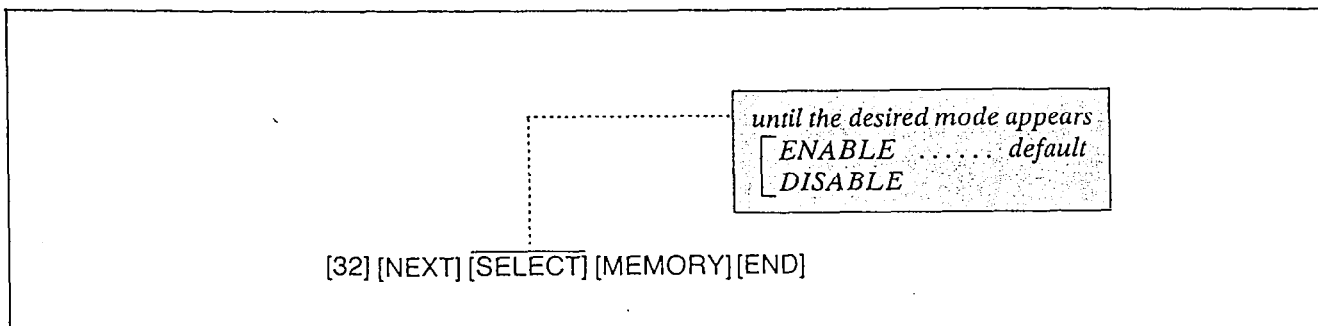 until the desired mode appears
ENABLE ...... default
DISABLE
[32] [NEXT] [SELECT] [MEMORY] [END]